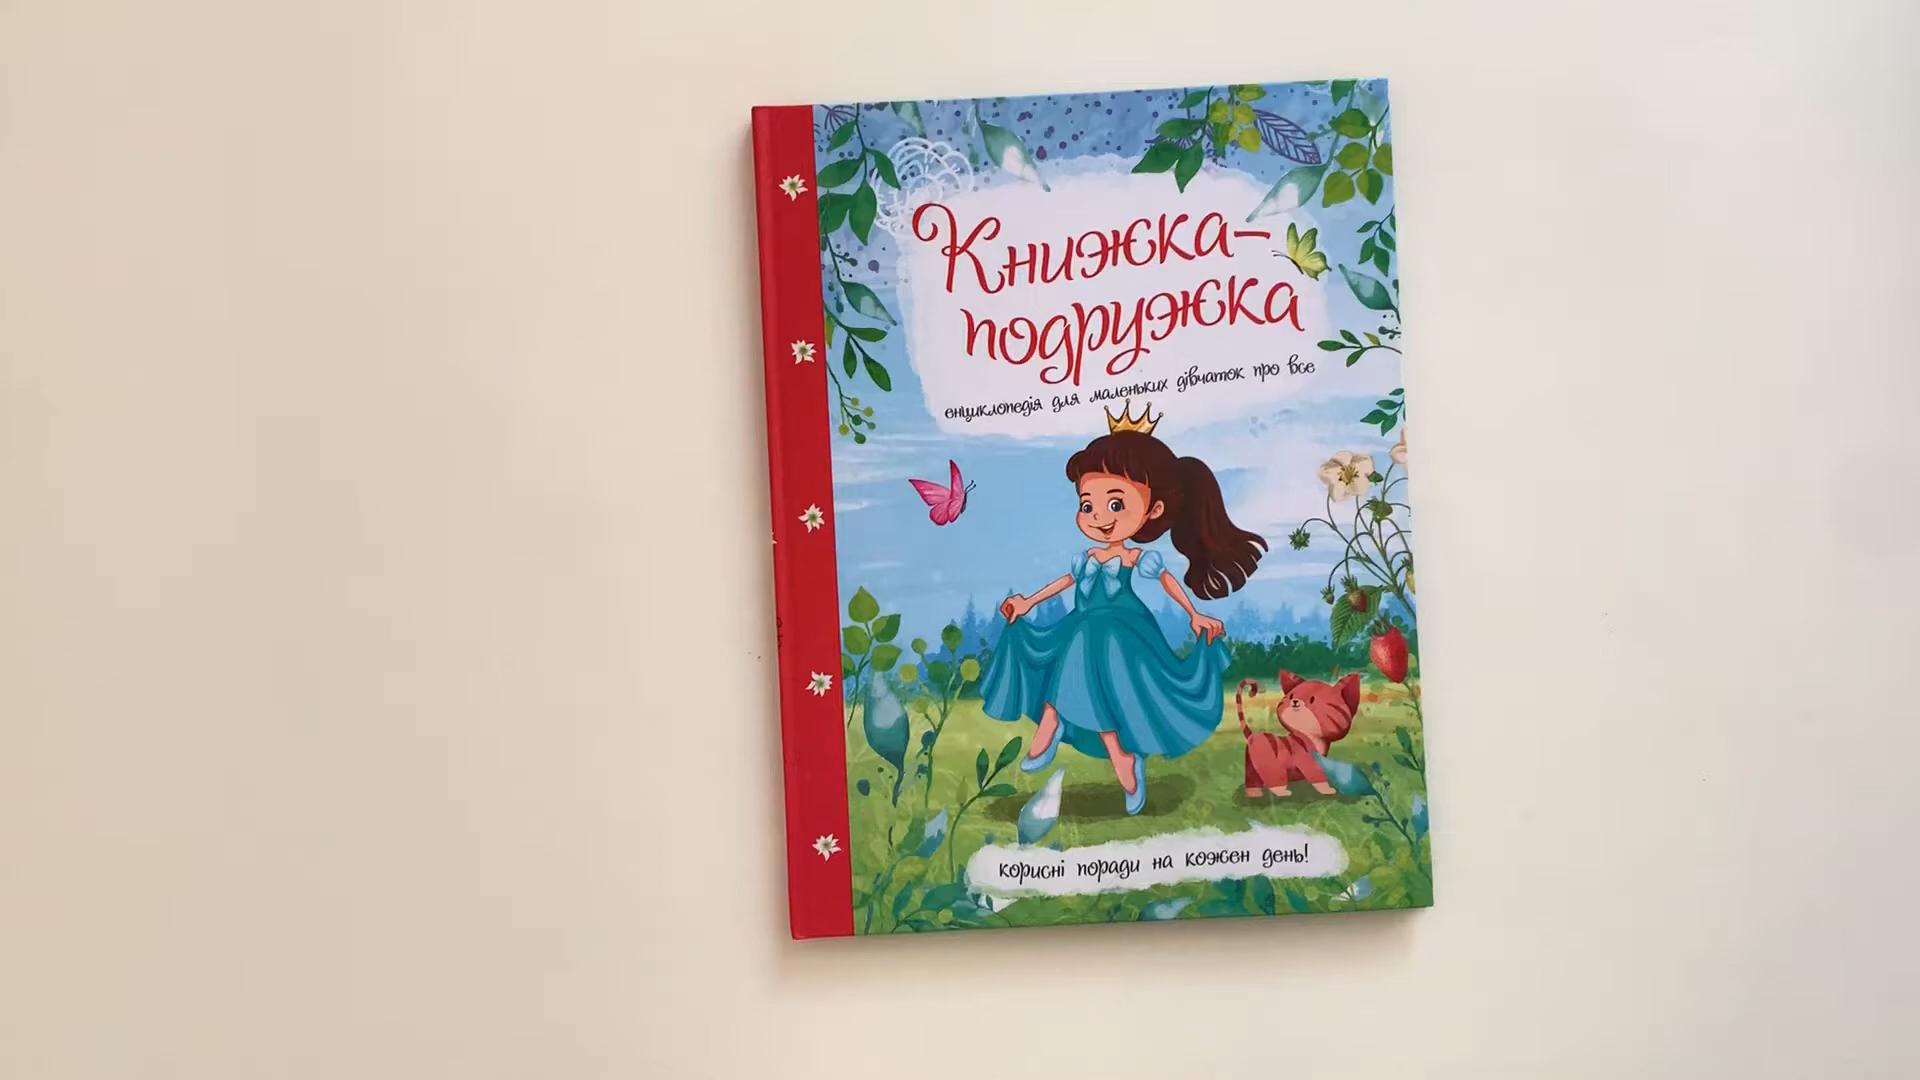 Книжка-
подружка
енциклопедія для маленьких дівчаток про все
корисні поради на кожен день!